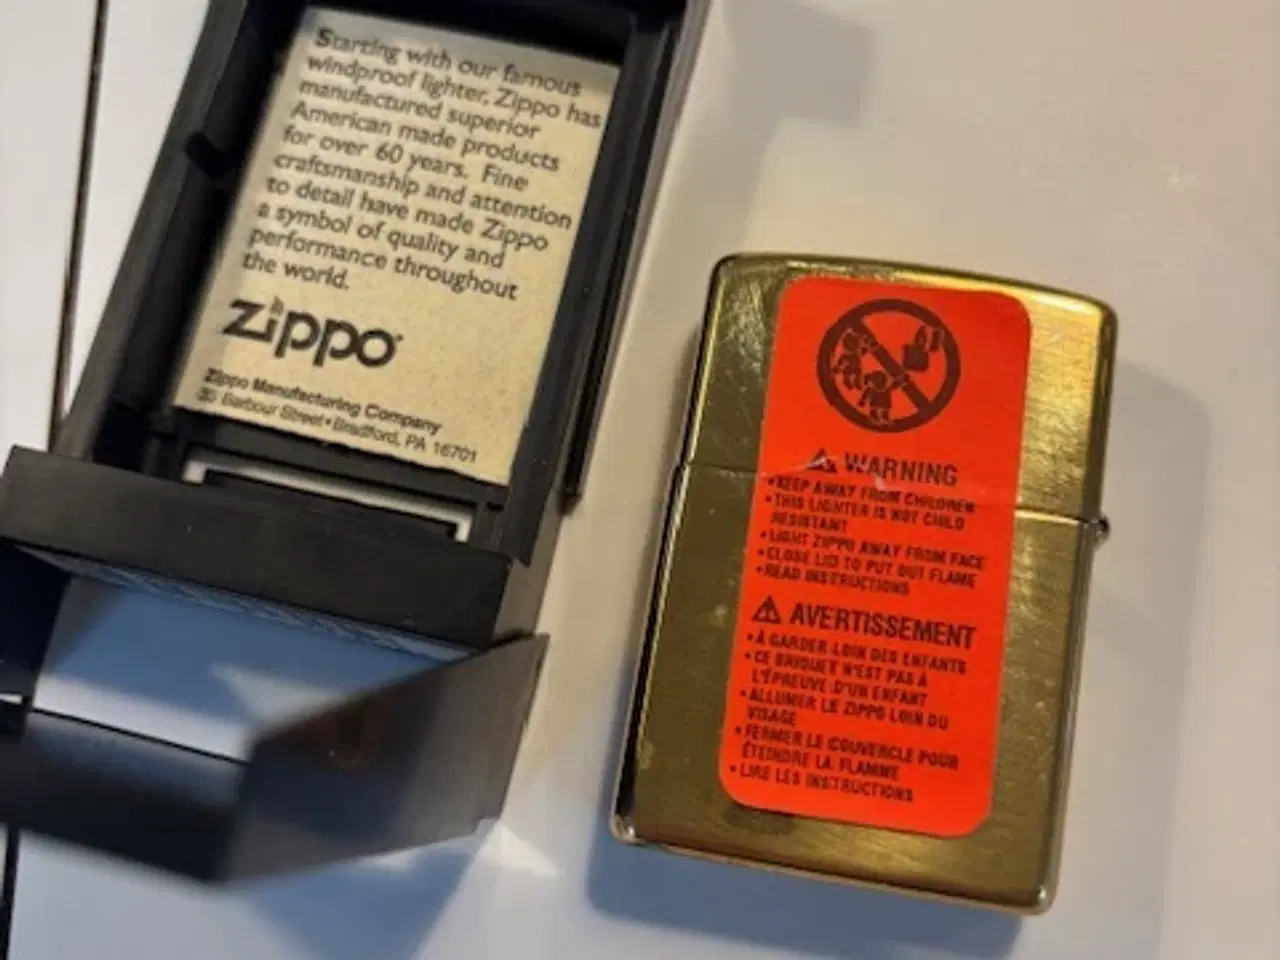 Starting with our famous
windproof lighter, Zippo has
manufactured superior
American made products
for over 60 years. Fine
craftsmanship and attention
to detail have made Zippo
a symbol of quality and
performance throughout
the world.
Zippo
Zippo Manufacturing Company
Barbour Street • Bradford, PA 16701
WARNING
• KEEP AWAY FROM CHILDREN
• THIS LIGHTER IS NOT CHILD
RESISTANT
• LIGHT ZIPPO AWAY FROM FACE
• CLOSE LID TO PUT OUT FLAME
• READ INSTRUCTIONS
AVERTISSEMENT
• À GARDER LOIN DES ENFANTS
• CE BRIQUET N'EST PAS À
L'ÉPREUVE D'UN ENFANT
• ALLUMER LE ZIPPO LOIN DU
VISAGE
• FERMER LE COUVERCLE POUR
ÉTEINDRE LA FLAMME
• LIRE LES INSTRUCTIONS